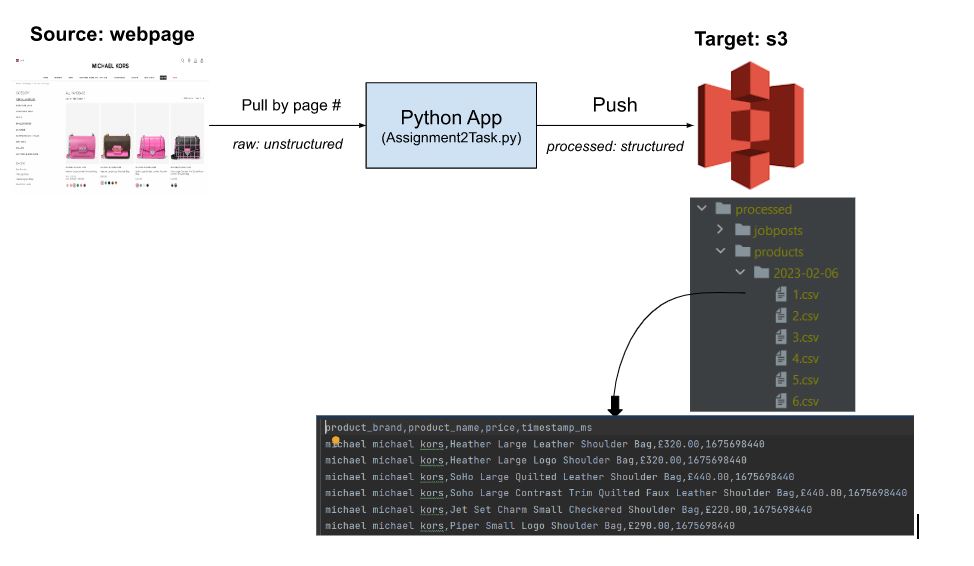 Source: webpage
Target: s3
MICHAEL KORS
Pull by page #
raw: unstructured
Python App
(Assignment2Task.py)
Push
processed: structured
processed
jobposts
products
2023-02-06
1.csv
2.csv
3.csv
4.csv
5.csv
6.csv
product_brand,product_name,price,timestamp_ms
michael michael kors,Heather Large Leather Shoulder Bag,£320.00,1675698440
michael michael kors,Heather Large Logo Shoulder Bag,£320.00,1675698440
michael michael kors,SoHo Large Quilted Leather Shoulder Bag,£440.00,1675698440
michael michael kors,Soho Large Contrast Trim Quilted Faux Leather Shoulder Bag,£440.00,1675698440
michael michael kors,Jet Set Charm Small Checkered Shoulder Bag,£220.00,1675698440
michael michael kors,Piper Small Logo Shoulder Bag,£290.00,1675698440